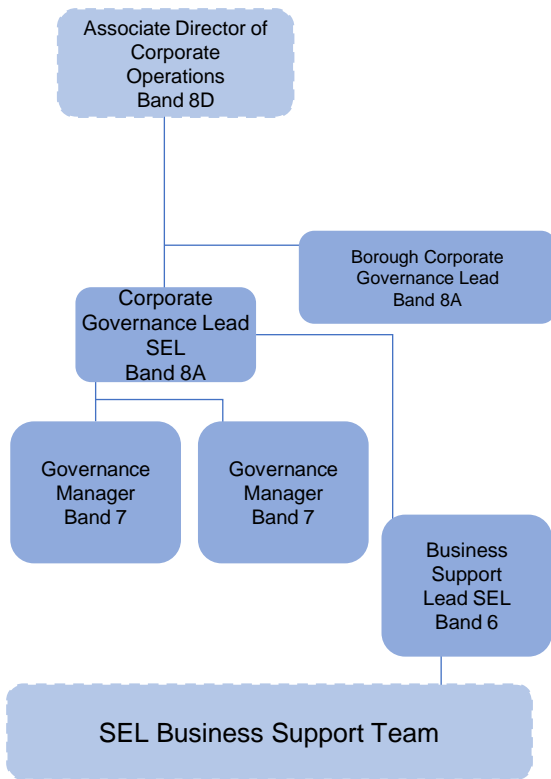 Associate Director of
Corporate
Operations
Band 8D
Borough Corporate
Governance Lead
Band 8A
Corporate
Governance Lead
SEL
Band 8A
Governance
Manager
Band 7
Governance
Manager
Band 7
Business
Support
Lead SEL
Band 6
SEL Business Support Team